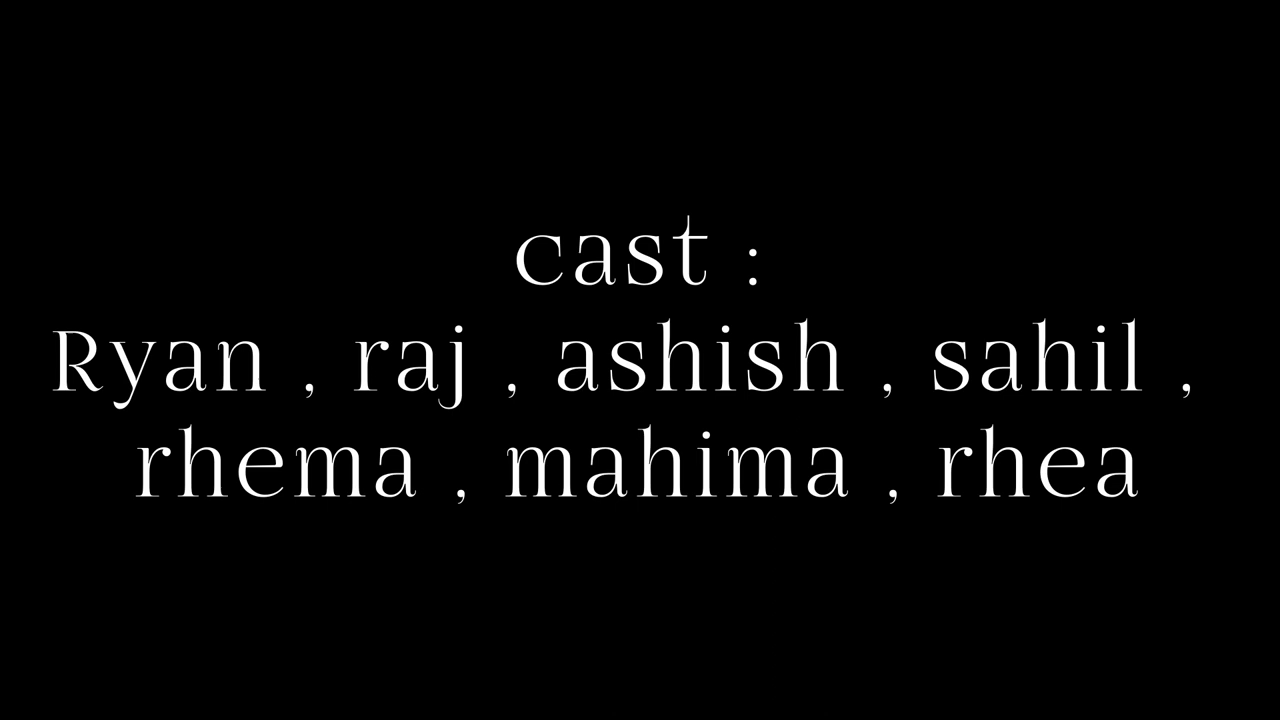 cast :
Ryan , raj , ashish , sahil ,
rhema , mahima , rhea